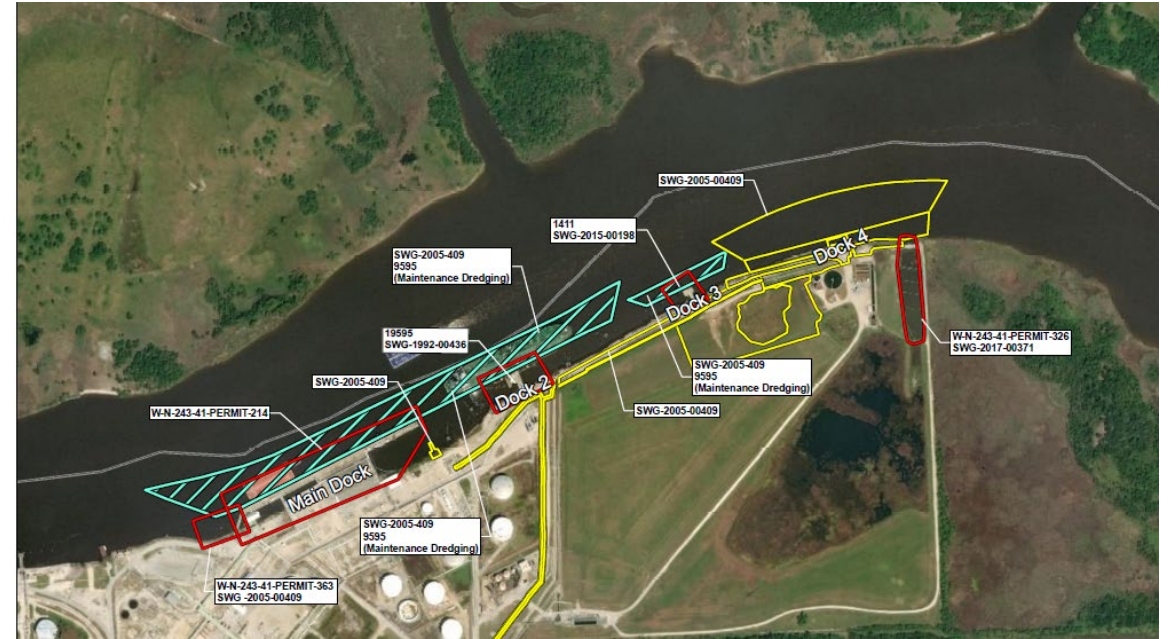 SWG-2005-00409
1411
SWG-2015-00198
Dock 4
SWG-2005-409
9595
(Maintenance Dredging)
Dock 3
19595
SWG-1992-00436
W-N-243-41-PERMIT-326
SWG-2017-00371
SWG-2005-409
9595
(Maintenance Dredging)
SWG-2005-409
Dock 2
W-N-243-41-PERMIT-214
SWG-2005-00409
Main Dock
SWG-2005-409
9595
(Maintenance Dredging)
W-N-243-41-PERMIT-363
SWG -2005-00409